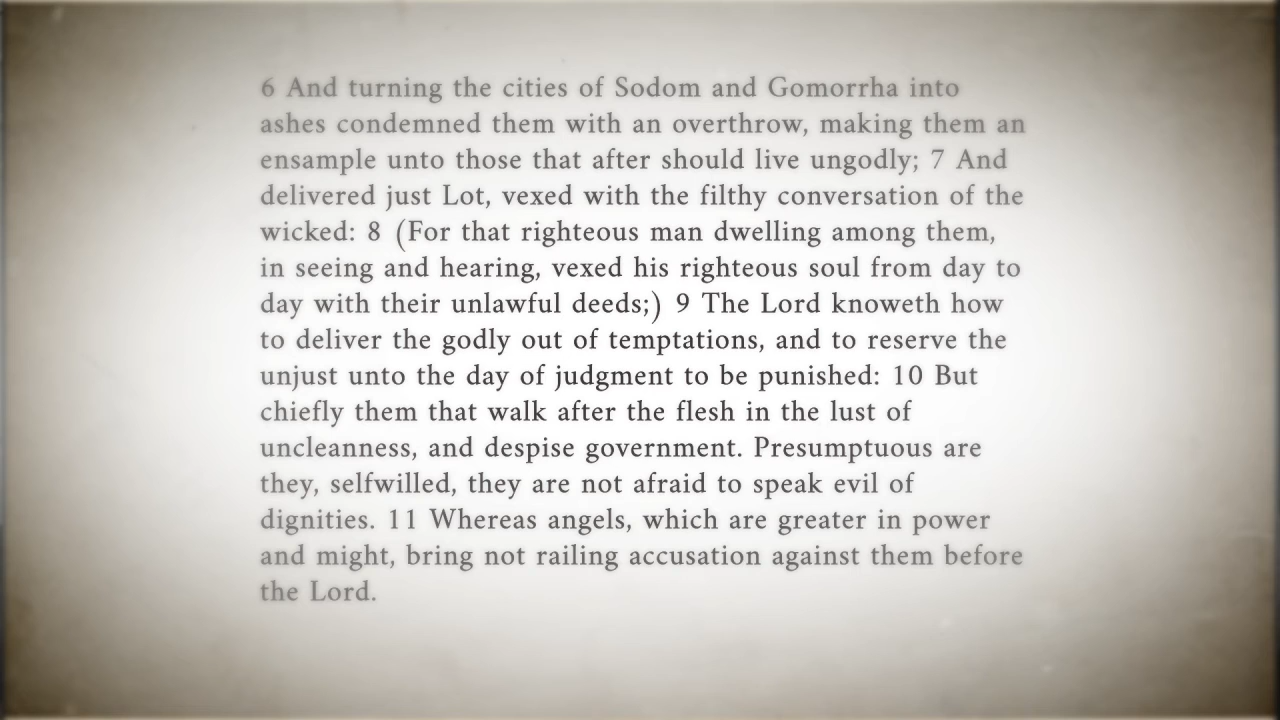 6 And turning the cities of Sodom and Gomorrha into
ashes condemned them with an overthrow, making them an
ensample unto those that after should live ungodly; 7 And
delivered just Lot, vexed with the filthy conversation of the
wicked: 8 (For that righteous man dwelling among them,
in seeing and hearing, vexed his righteous soul from day to
day with their unlawful deeds;) 9 The Lord knoweth how
to deliver the godly out of temptations, and to reserve the
unjust unto the day of judgment to be punished: 10 But
chiefly them that walk after the flesh in the lust of
uncleanness, and despise government. Presumptuous are
they, selfwilled, they are not afraid to speak evil of
dignities. 11 Whereas angels, which are greater in power
and might, bring not railing accusation against them before
the Lord.